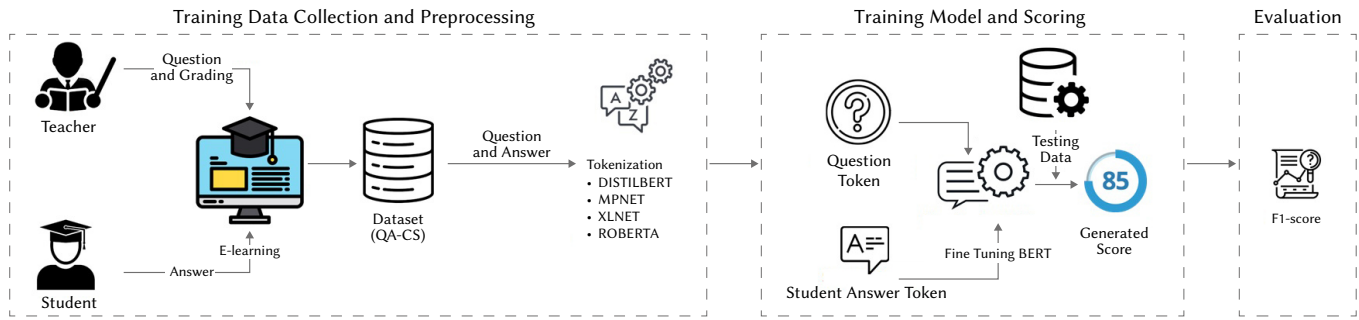 Training Data Collection and Preprocessing
Training Model and Scoring
Evaluation
Question
and Grading
Teacher
E-learning
Answer
Student
Dataset
(QA-CS)
Question
and Answer
A
Z
Tokenization
• DISTILBERT
• MPNET
• XLNET
• ROBERTA
?
Question
Token
A
Student Answer Token
Fine Tuning BERT
Testing
Data
85
Generated
Score
?
F1-score